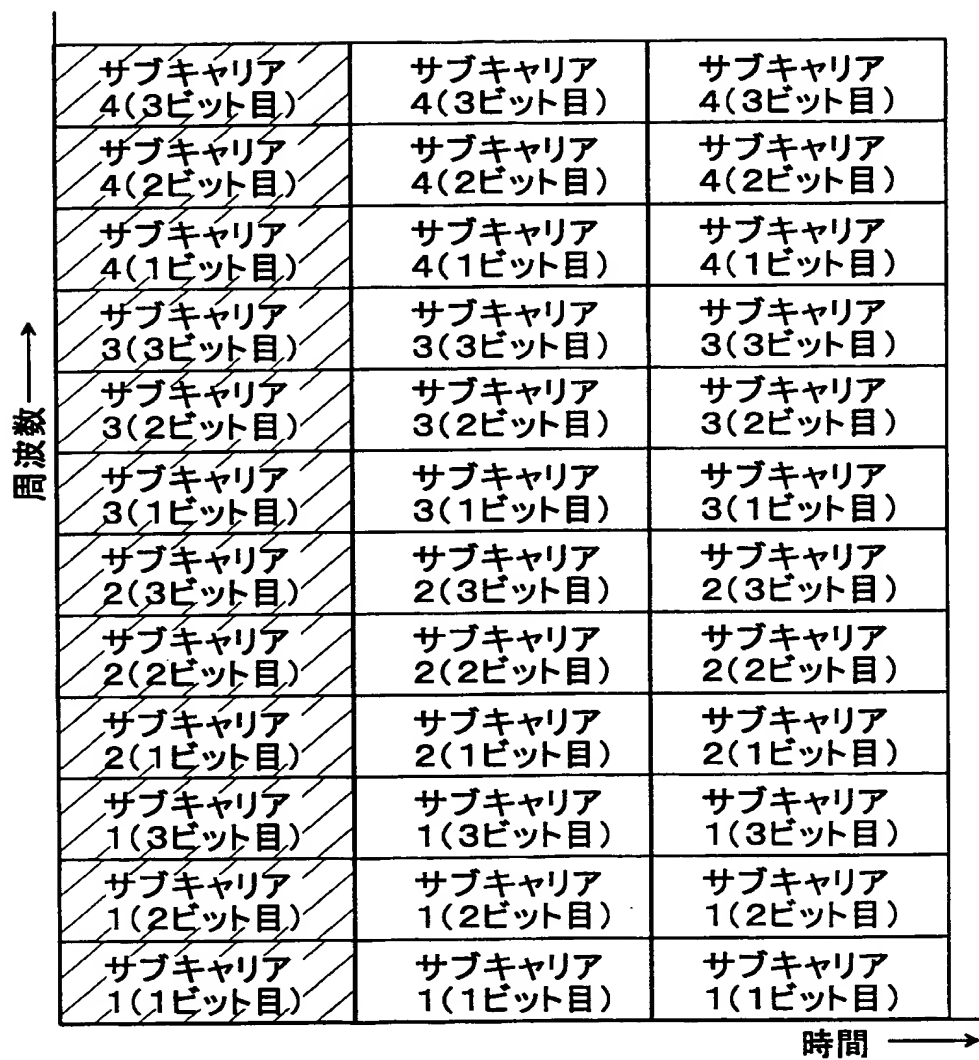 サブキャリア サブキャリア サブキャリア
4(3ビット目) 4(3ビット目) 4(3ビット目)
サブキャリア サブキャリア サブキャリア
4(2ビット目) 4(2ビット目) 4(2ビット目)
サブキャリア サブキャリア サブキャリア
4(1ビット目) 4(1ビット目) 4(1ビット目)
サブキャリア サブキャリア サブキャリア
3(3ビット目) 3(3ビット目) 3(3ビット目)
サブキャリア サブキャリア サブキャリア
3(2ビット目) 3(2ビット目) 3(2ビット目)
サブキャリア サブキャリア サブキャリア
3(1ビット目) 3(1ビット目) 3(1ビット目)
サブキャリア サブキャリア サブキャリア
2(3ビット目) 2(3ビット目) 2(3ビット目)
サブキャリア サブキャリア サブキャリア
2(2ビット目) 2(2ビット目) 2(2ビット目)
サブキャリア サブキャリア サブキャリア
2(1ビット目) 2(1ビット目) 2(1ビット目)
サブキャリア サブキャリア サブキャリア
1(3ビット目) 1(3ビット目) 1(3ビット目)
サブキャリア サブキャリア サブキャリア
1(2ビット目) 1(2ビット目) 1(2ビット目)
サブキャリア サブキャリア サブキャリア
1(1ビット目) 1(1ビット目) 1(1ビット目)
周波数
時間